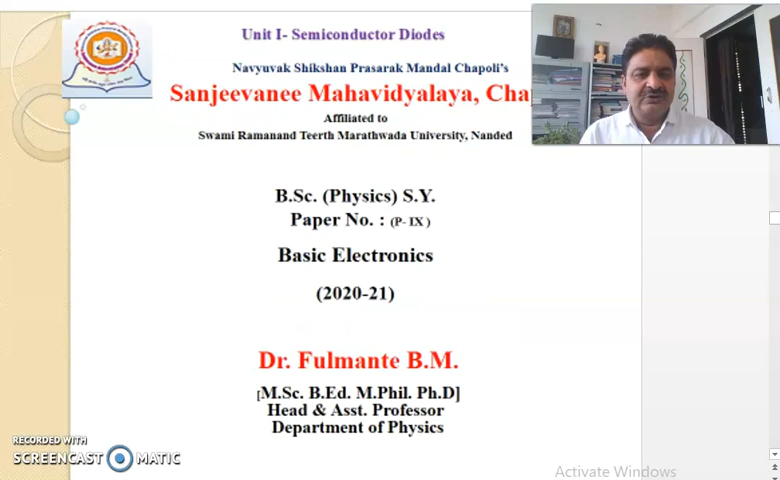 Unit I- Semiconductor Diodes
Navyuvak Shikshan Prasarak Mandal Chapoli's
Sanjeevanee Mahavidyalaya, Cha
Affiliated to
Swami Ramanand Teerth Marathwada University, Nanded
B.Sc. (Physics) S.Y.
Paper No. : (P- IX )
Basic Electronics
(2020-21)
Dr. Fulmante B.M.
[M.Sc. B.Ed. M.Phil. Ph.D]
Head & Asst. Professor
Department of Physics
RECORDED WITH
SCREENCAST MATIC
Activate Windows